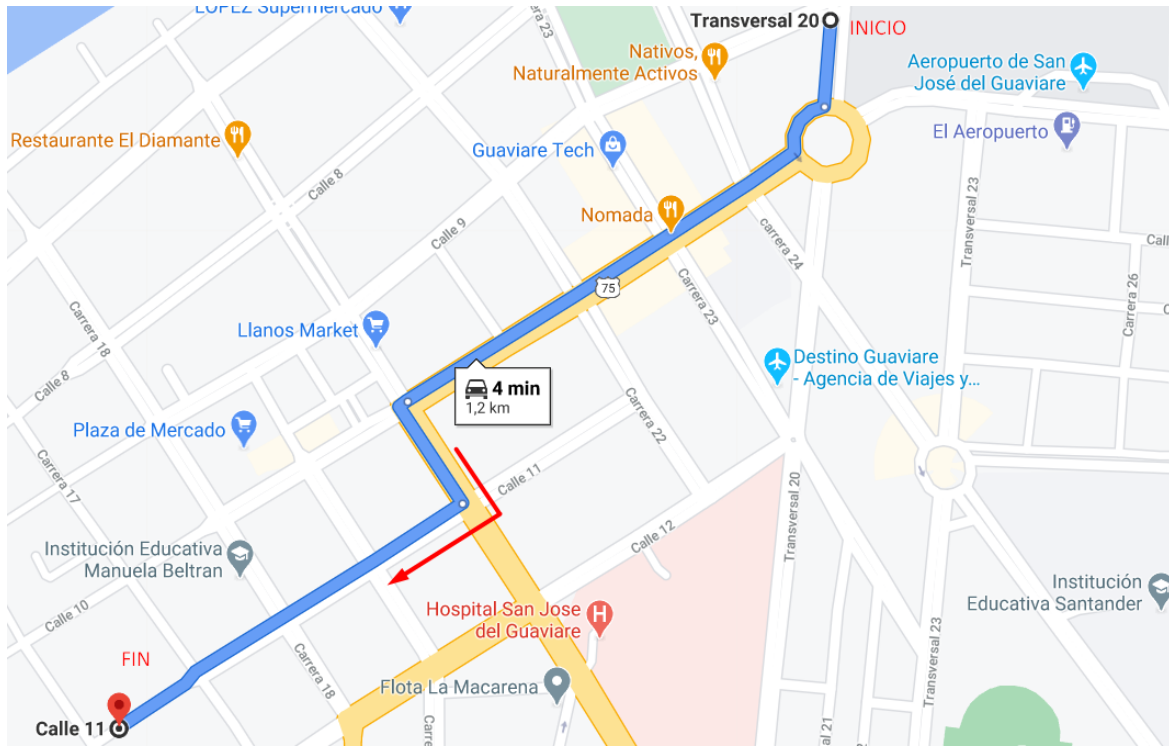 LOPEZ Supermercado
Carrera 23
Transversal 20
INICIO
Nativos,
Naturalmente Activos
Aeropuerto de San
José del Guaviare
El Aeropuerto
Restaurante El Diamante
Guaviare Tech
Calle 8
Nomada
Calle 9
carrera 24
Transversal 23
Carrera 26
75
Carrera 23
Llanos Market
Carrera 18
Calle 8
4 min
1,2 km
Destino Guaviare
- Agencia de Viajes y...
Carrera 22
Plaza de Mercado
Carrera 17
Calle 11
Calle 12
Transversal 20
Institución Educativa
Manuela Beltran
Calle 10
Hospital San Jose
del Guaviare
Institución
Educativa Santander
FIN
Carrera 18
Flota La Macarena
Transversal 23
Calle 11